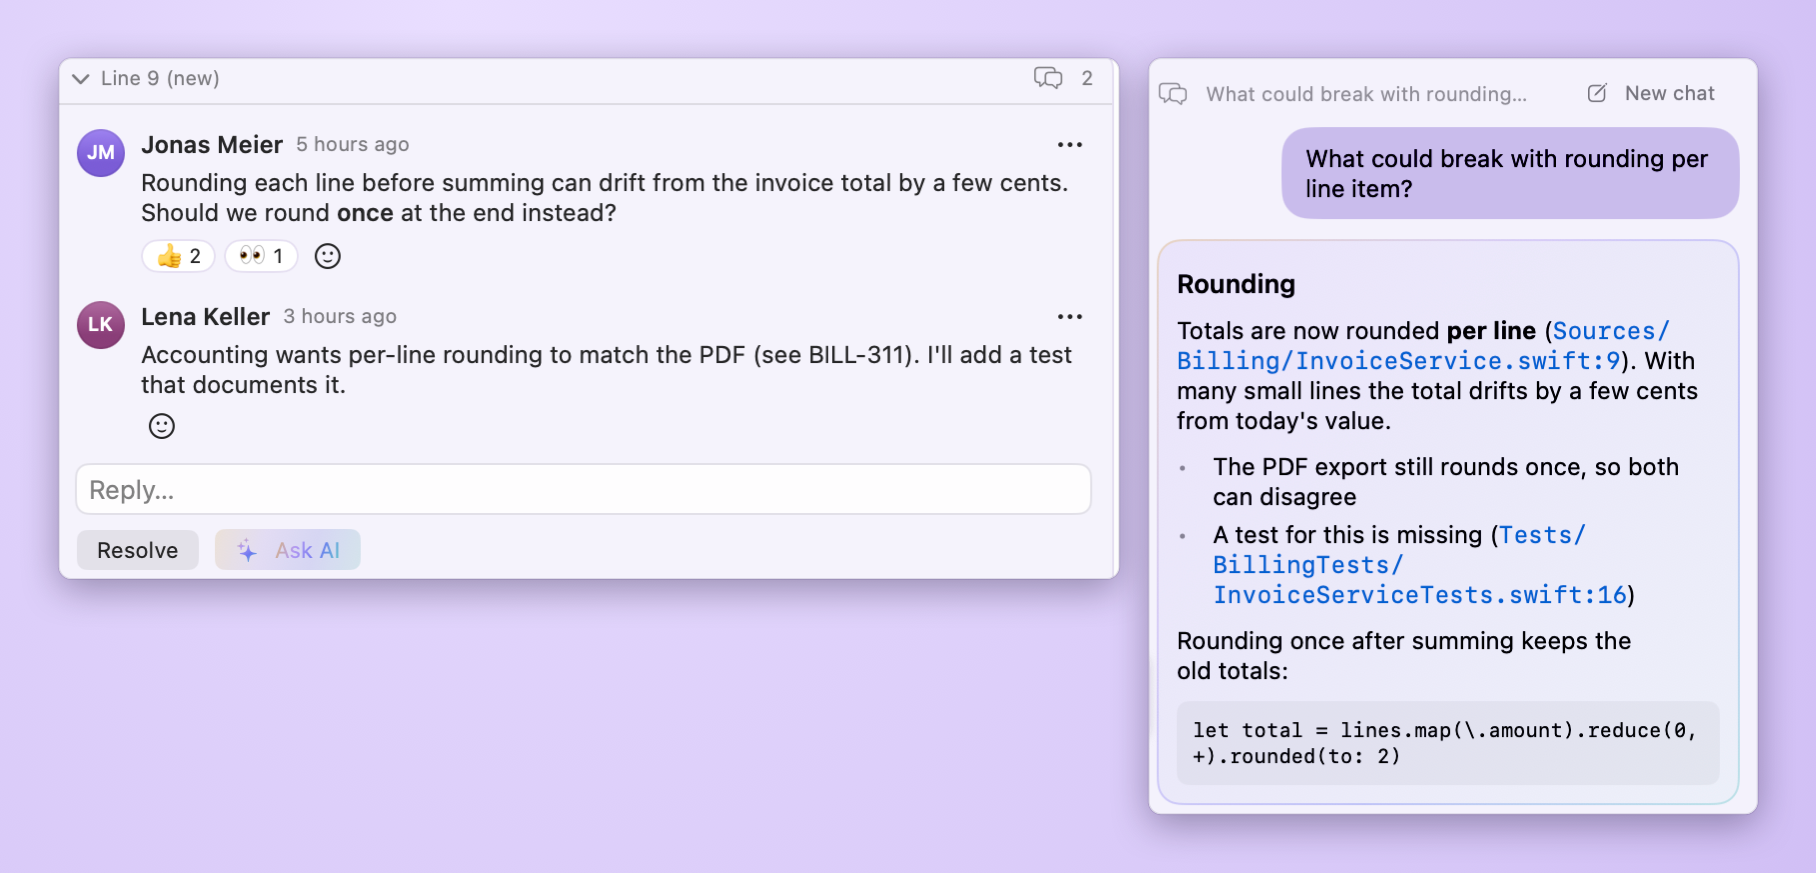 Line 9 (new)
2
JM
Jonas Meier 5 hours ago
Rounding each line before summing can drift from the invoice total by a few cents.
Should we round once at the end instead?
👍 2 👀 1
LK
Lena Keller 3 hours ago
Accounting wants per-line rounding to match the PDF (see BILL-311). I'll add a test
that documents it.
Reply...
Resolve
Ask AI
What could break with rounding...
New chat
What could break with rounding per
line item?
Rounding
Totals are now rounded per line (Sources/
Billing/InvoiceService.swift:9). With
many small lines the total drifts by a few cents
from today's value.
• The PDF export still rounds once, so both
can disagree
• A test for this is missing (Tests/
BillingTests/
InvoiceServiceTests.swift:16)
Rounding once after summing keeps the
old totals:
let total = lines.map(\.amount).reduce(0,
+).rounded(to: 2)